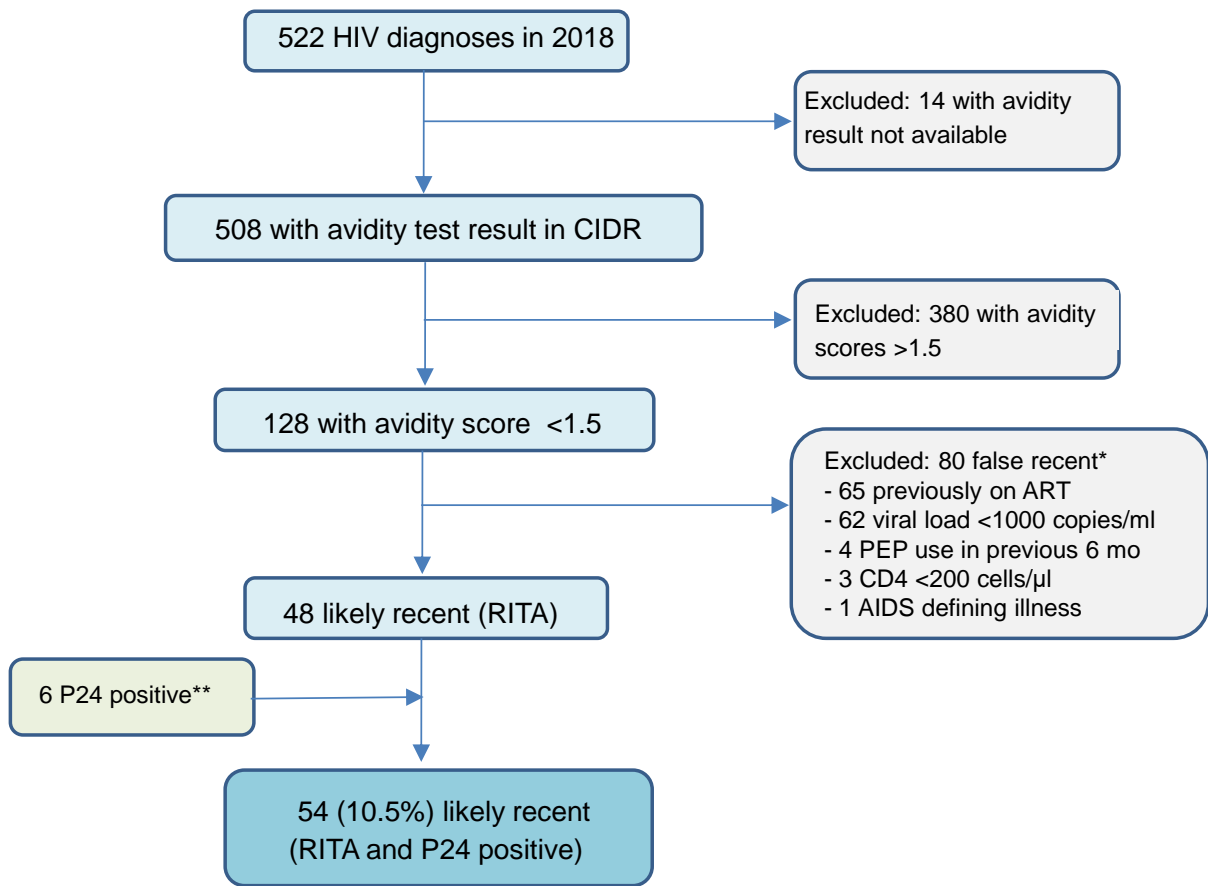 522 HIV diagnoses in 2018
Excluded: 14 with avidity
result not available
508 with avidity test result in CIDR
Excluded: 380 with avidity
scores >1.5
128 with avidity score <1.5
Excluded: 80 false recent*
- 65 previously on ART
- 62 viral load <1000 copies/ml
- 4 PEP use in previous 6 mo
- 3 CD4 <200 cells/µl
- 1 AIDS defining illness
48 likely recent (RITA)
6 P24 positive**
54 (10.5%) likely recent
(RITA and P24 positive)